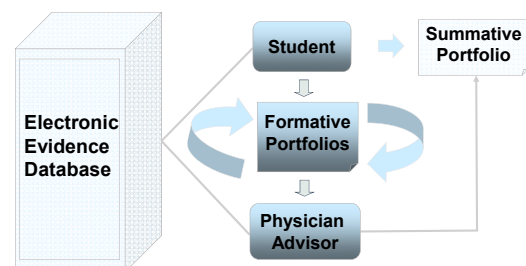 Electronic
Evidence
Database
Student
Formative
Portfolios
Physician
Advisor
Summative
Portfolio